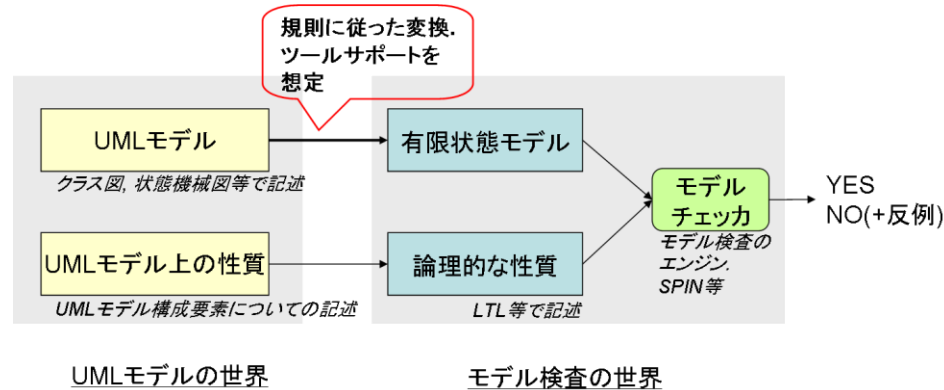 規則に従った変換.
ツールサポートを
想定
UMLモデル
クラス図, 状態機械図等で記述
有限状態モデル
モデル
チェッカ
モデル検査の
エンジン.
SPIN等
YES
NO(+反例)
UMLモデル上の性質
UMLモデル構成要素についての記述
論理的な性質
LTL等で記述
UMLモデルの世界
モデル検査の世界